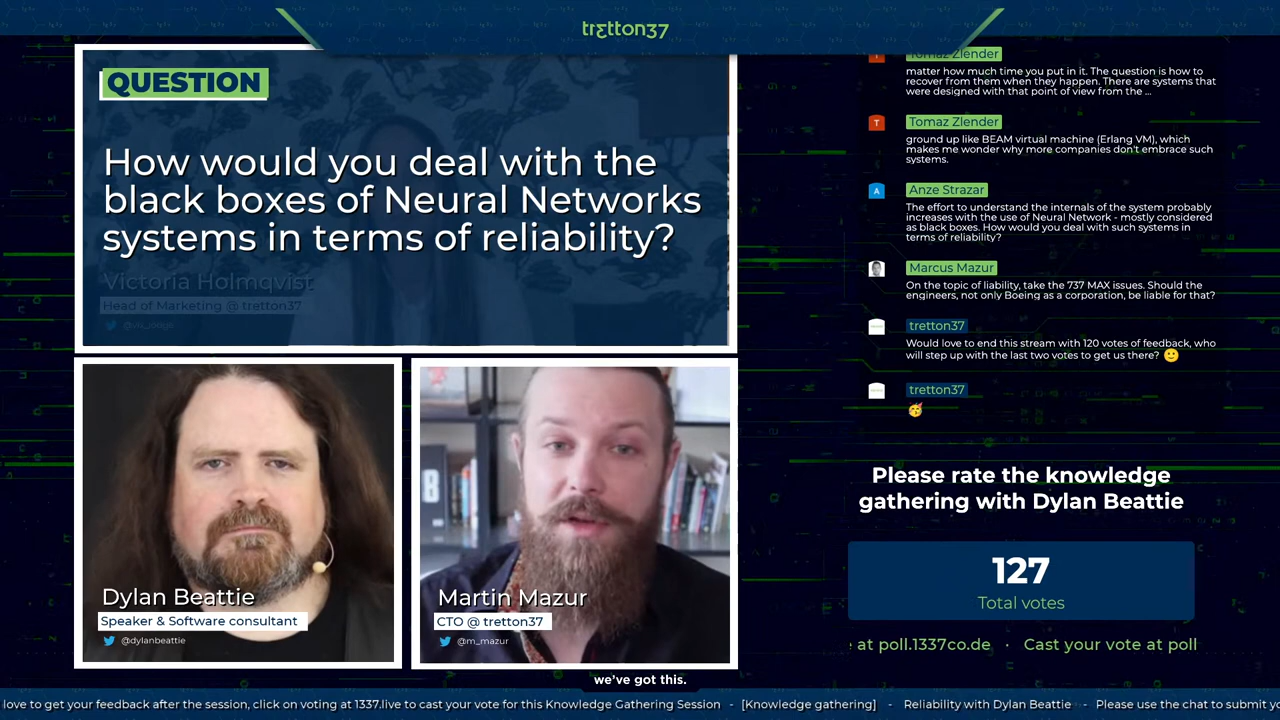 tretton37
QUESTION
How would you deal with the
black boxes of Neural Networks
systems in terms of reliability?
Victoria Holmqvist
Head of Marketing @ tretton37
Dylan Beattie
Speaker & Software consultant
@dylanbeattie
Martin Mazur
CTO @ tretton37
@m_mazur
we've got this.
Tomaz Zlender
matter how much time you put in it. The question is how to
recover from them when they happen. There are systems that
were designed with that point of view from the ...
T
Tomaz Zlender
ground up like BEAM virtual machine (Erlang VM), which
makes me wonder why more companies don't embrace such
systems.
A
Anze Strazar
The effort to understand the internals of the system probably
increases with the use of Neural Network - mostly considered
as black boxes. How would you deal with such systems in
terms of reliability?
Marcus Mazur
On the topic of liability, take the 737 MAX issues. Should the
engineers, not only Boeing as a corporation, be liable for that?
tretton37
Would love to end this stream with 120 votes of feedback, who
will step up with the last two votes to get us there? 🙂
tretton37
🥳
Please rate the knowledge
gathering with Dylan Beattie
127
Total votes
at poll.1337co.de · Cast your vote at poll
love to get your feedback after the session, click on voting at 1337.live to cast your vote for this Knowledge Gathering Session - [Knowledge gathering] - Reliability with Dylan Beattie - Please use the chat to submit